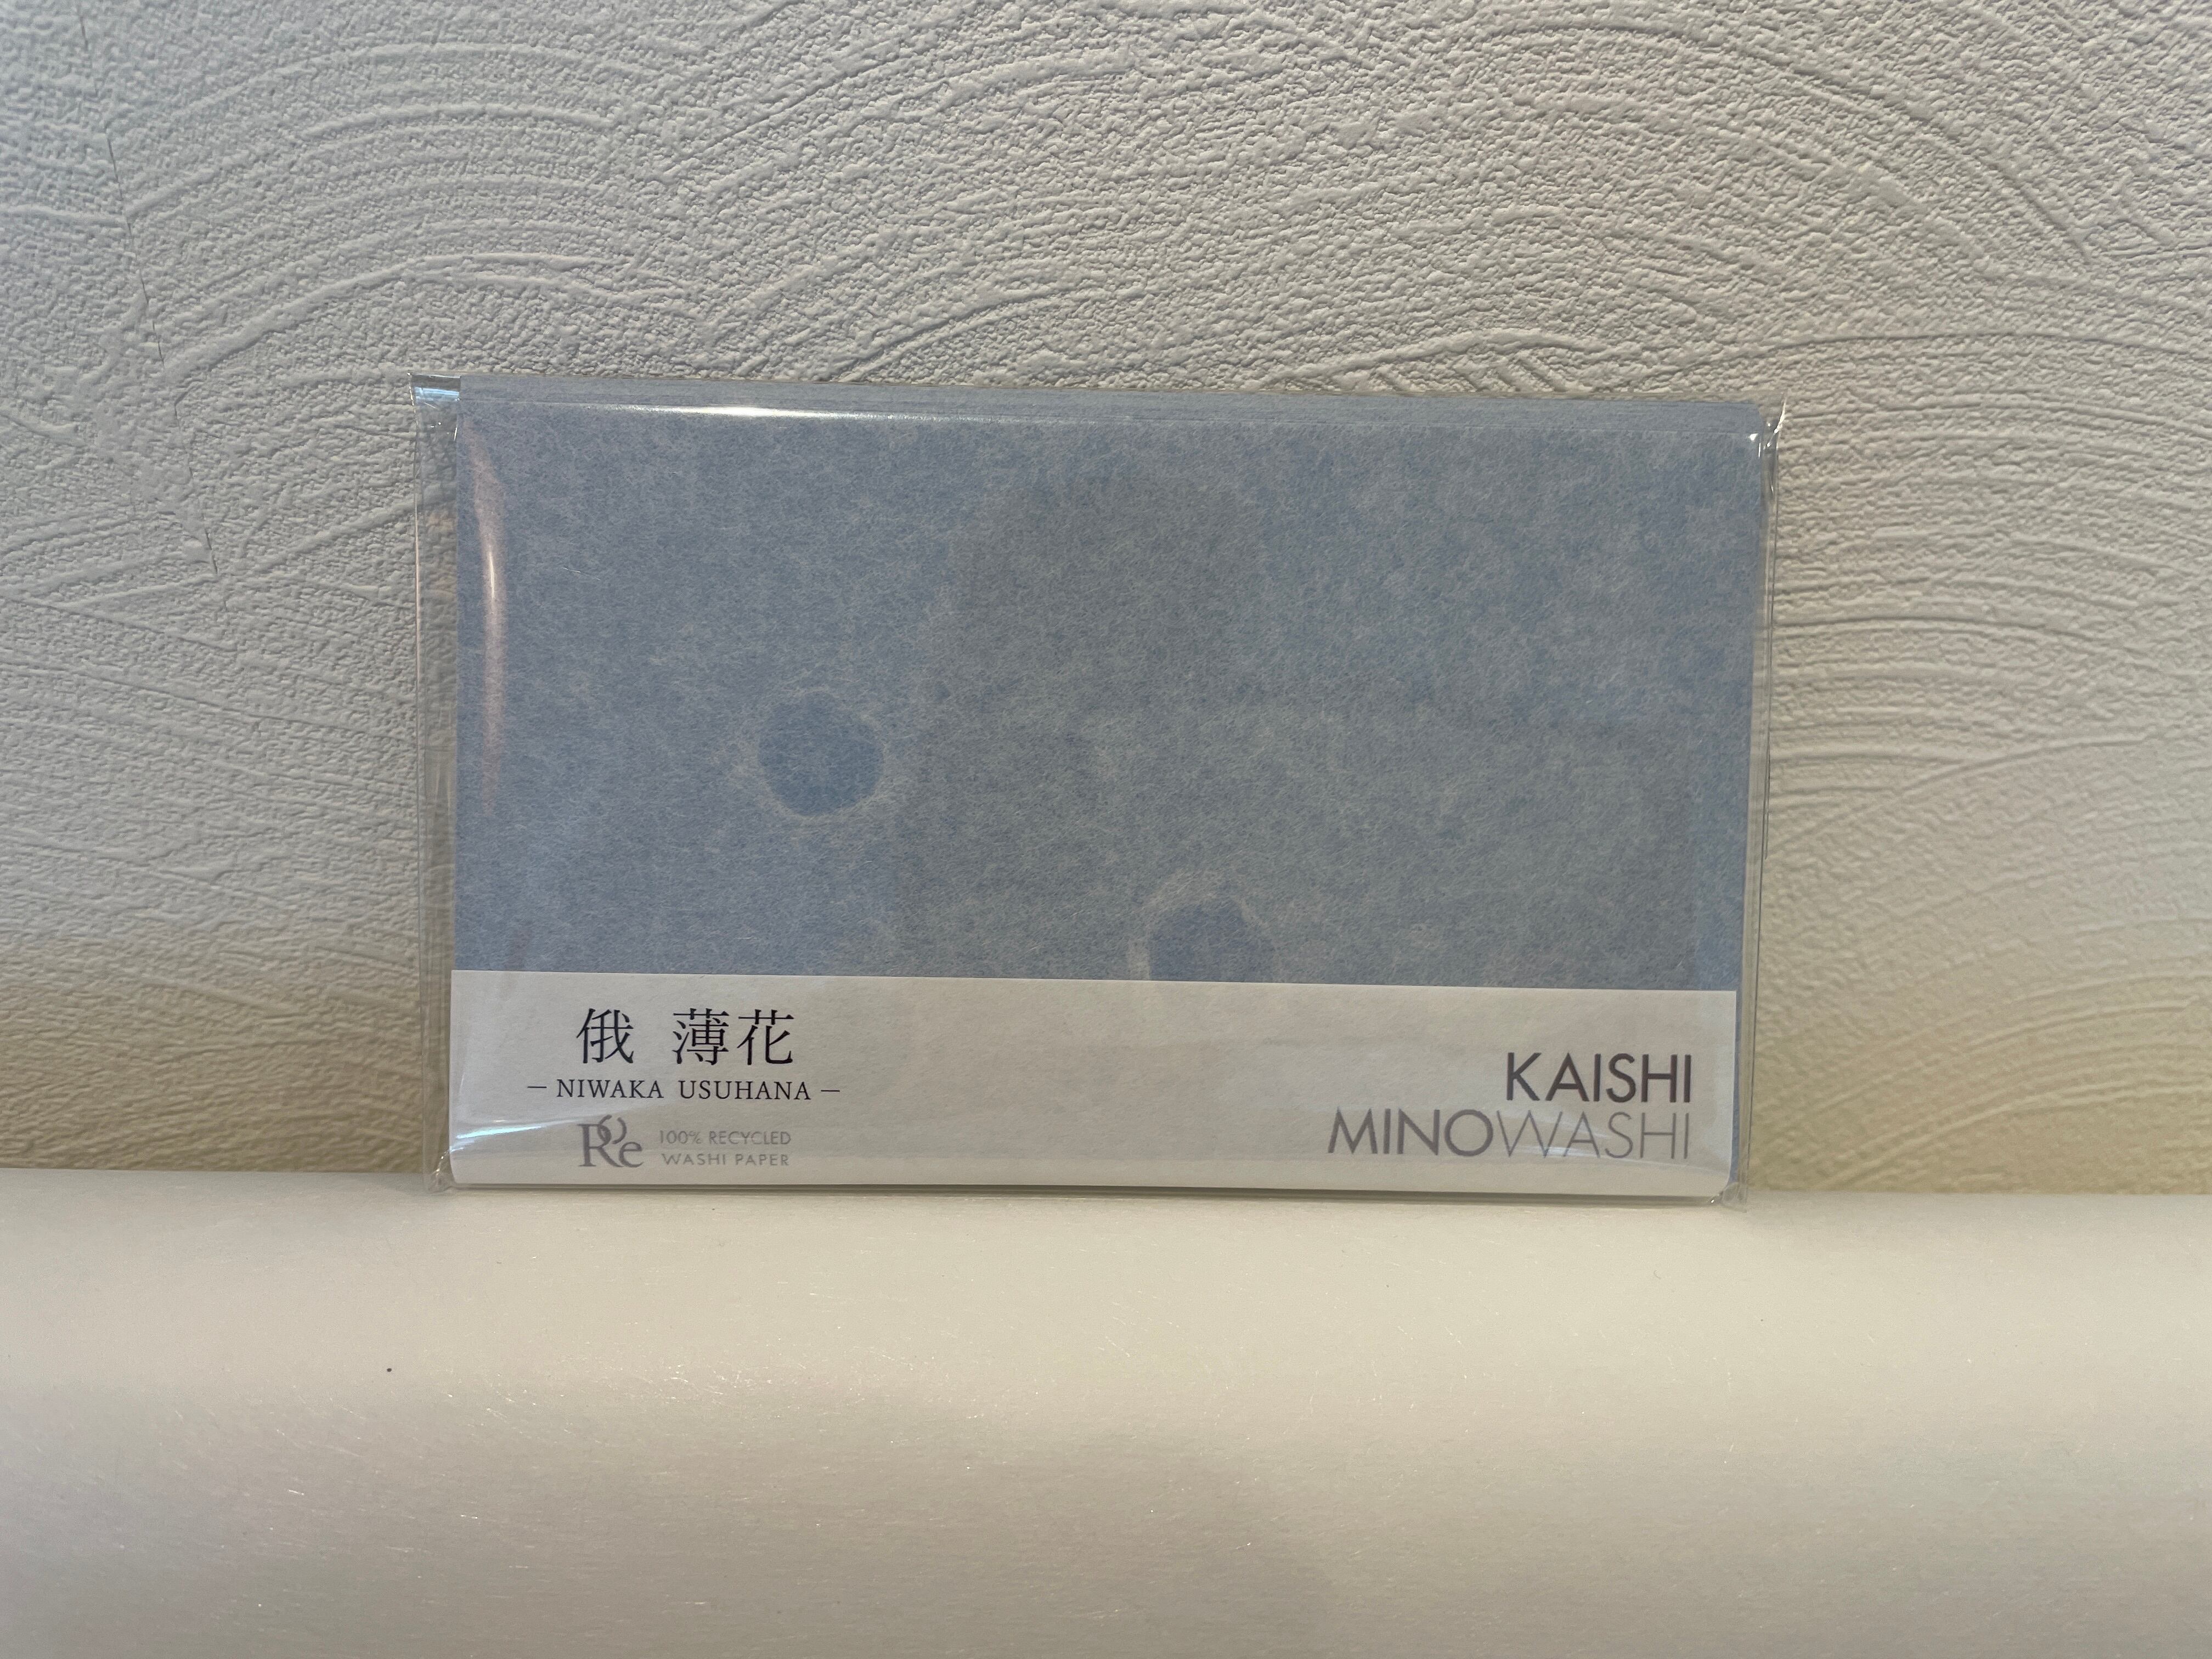 俄 薄花
— NIWAKA USUHANA —
Re 100% RECYCLED
WASHI PAPER
KAISHI
MINOWASHI